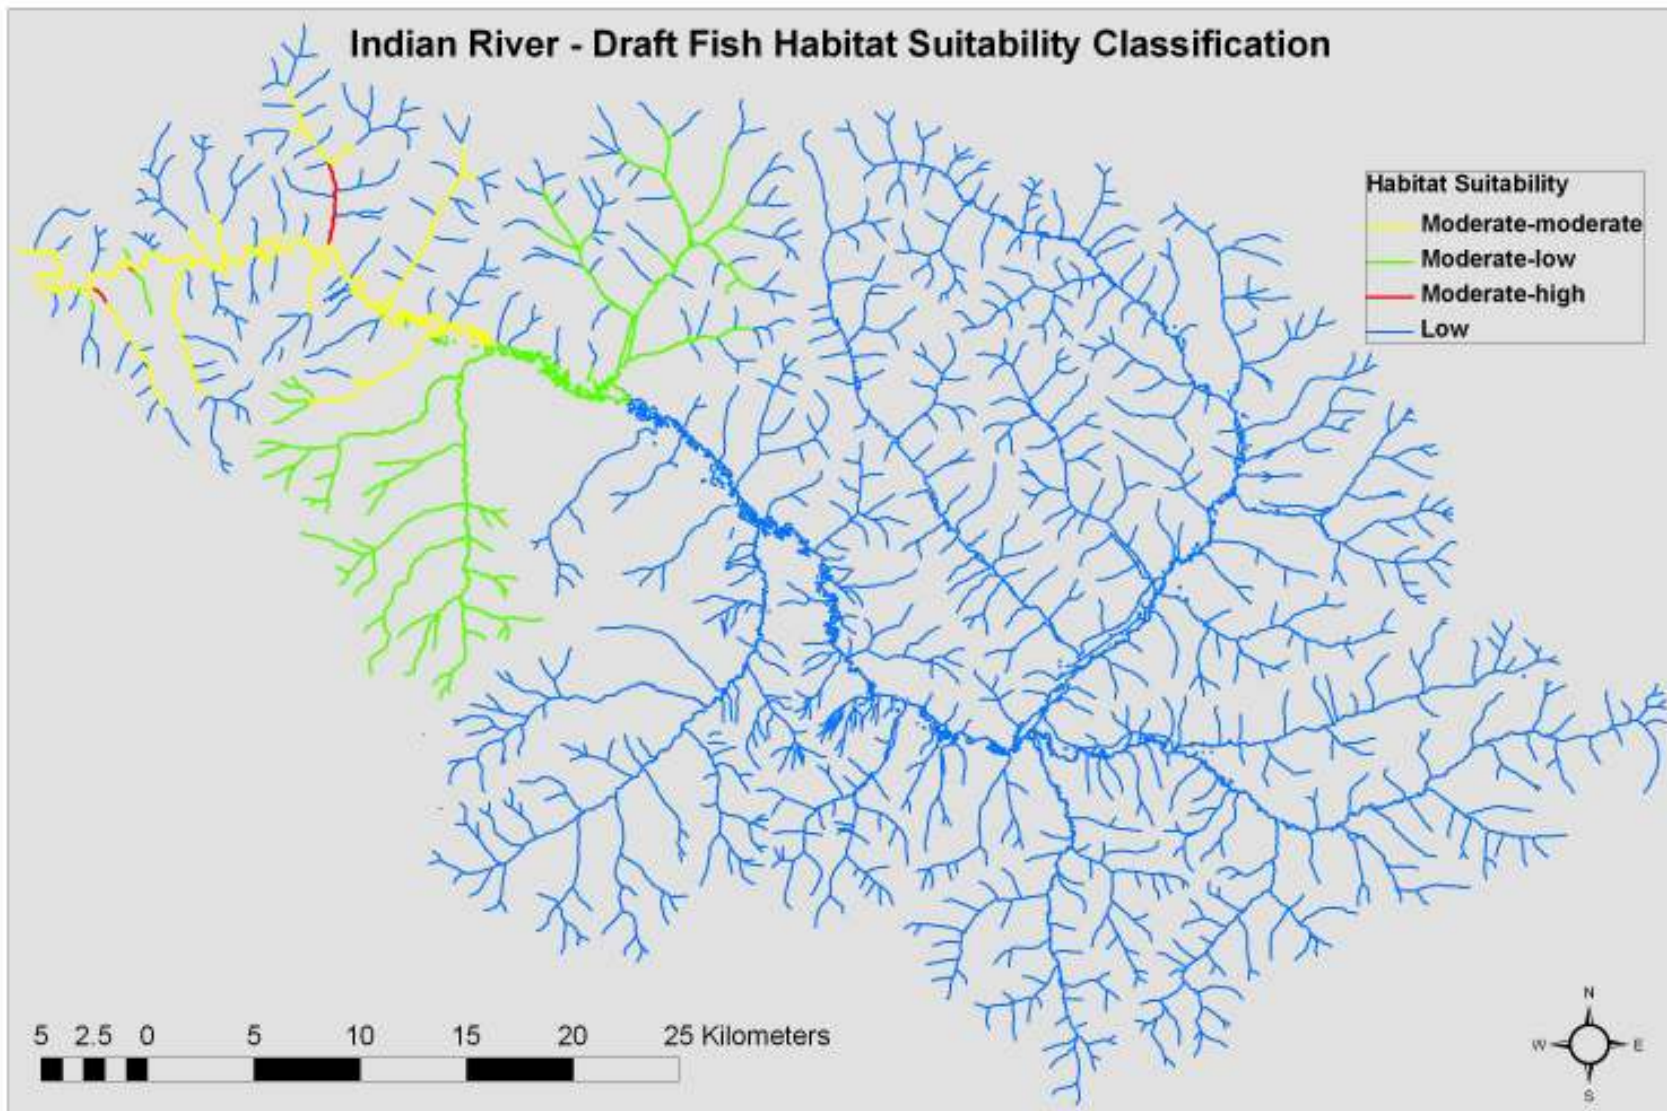 Indian River - Draft Fish Habitat Suitability Classification
Habitat Suitability
Moderate-moderate
Moderate-low
Moderate-high
Low
5 2.5 0 5 10 15 20 25 Kilometers
N
W E
S